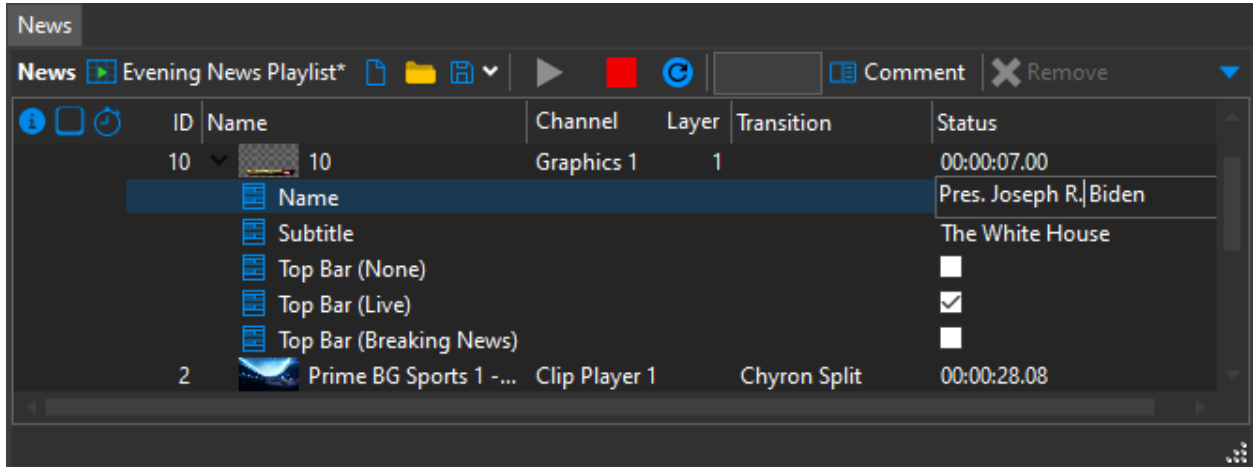 News
News Evening News Playlist* Comment Remove
ID Name Channel Layer Transition Status
10 10 Graphics 1 1 00:00:07.00
Name Pres. Joseph R. Biden
Subtitle The White House
Top Bar (None)
Top Bar (Live)
Top Bar (Breaking News)
2 Prime BG Sports 1 -... Clip Player 1 Chyron Split 00:00:28.08